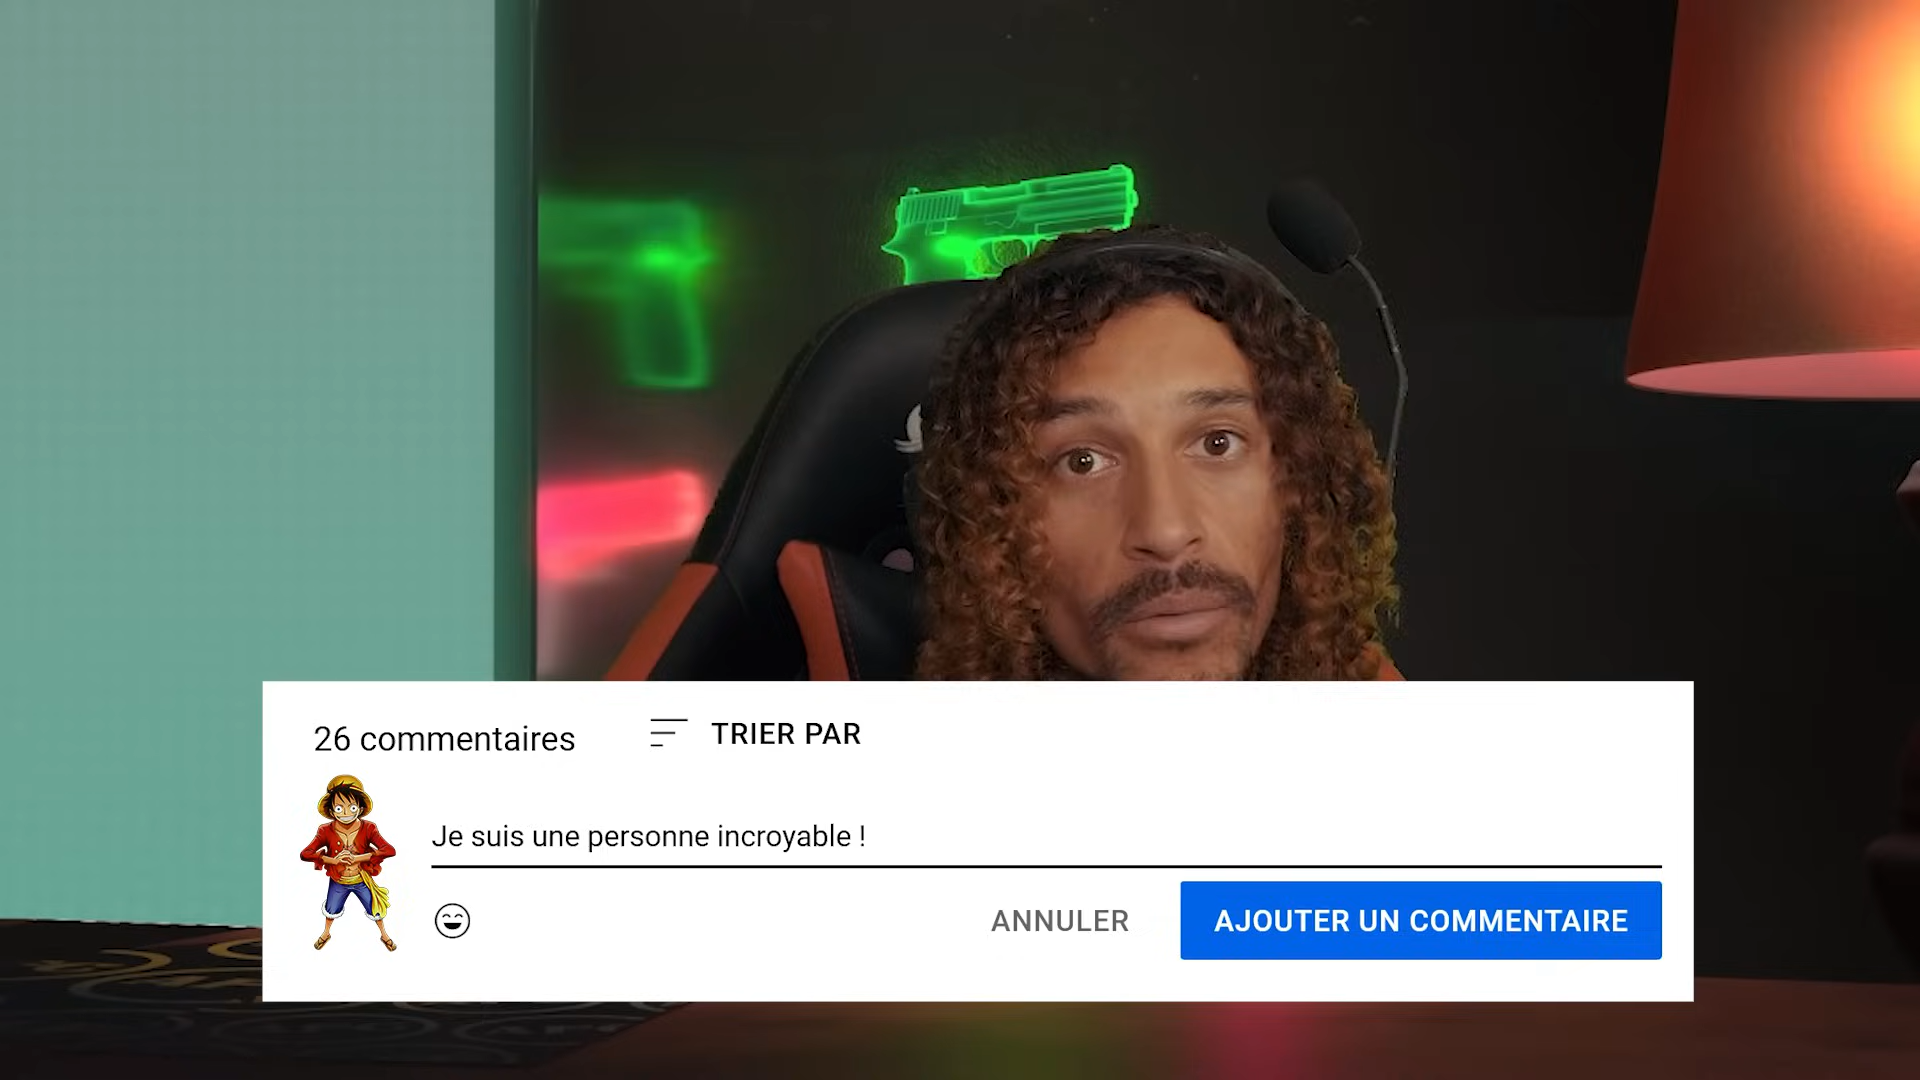 26 commentaires
TRIER PAR
Je suis une personne incroyable !
ANNULER
AJOUTER UN COMMENTAIRE